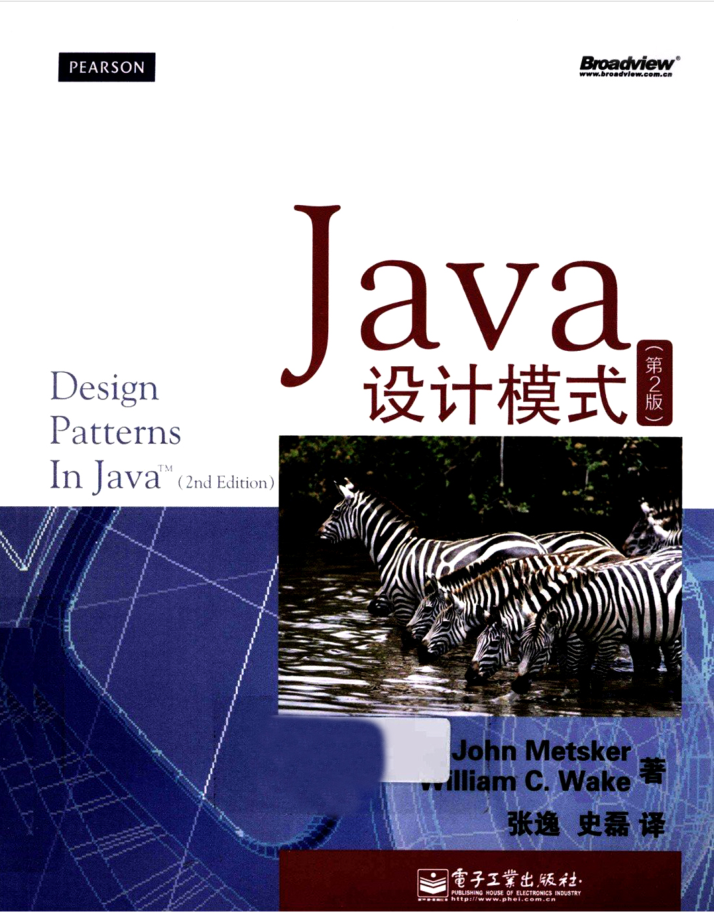 PEARSON
Broadview®
www.broadview.com.cn
Java
设计模式
（第2版）
Design
Patterns
In Java™ (2nd Edition)
John Metsker
William C. Wake
著
张逸 史磊 译
電子工業出版社·
PUBLISHING HOUSE OF ELECTRONICS INDUSTRY
http://www.phei.com.cn